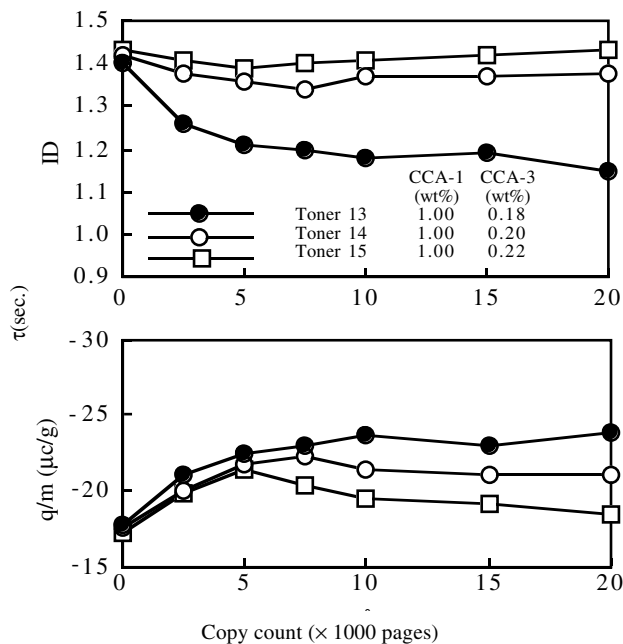 1.5
1.4
1.3
1.2
1.1
1.0
0.9
ID
CCA-1 CCA-3
(wt%) (wt%)
Toner 13 1.00 0.18
Toner 14 1.00 0.20
Toner 15 1.00 0.22
0 5 10 15 20
τ(sec.)
-30
-25
-20
-15
q/m (μc/g)
0 5 10 15 20
Copy count (× 1000 pages)